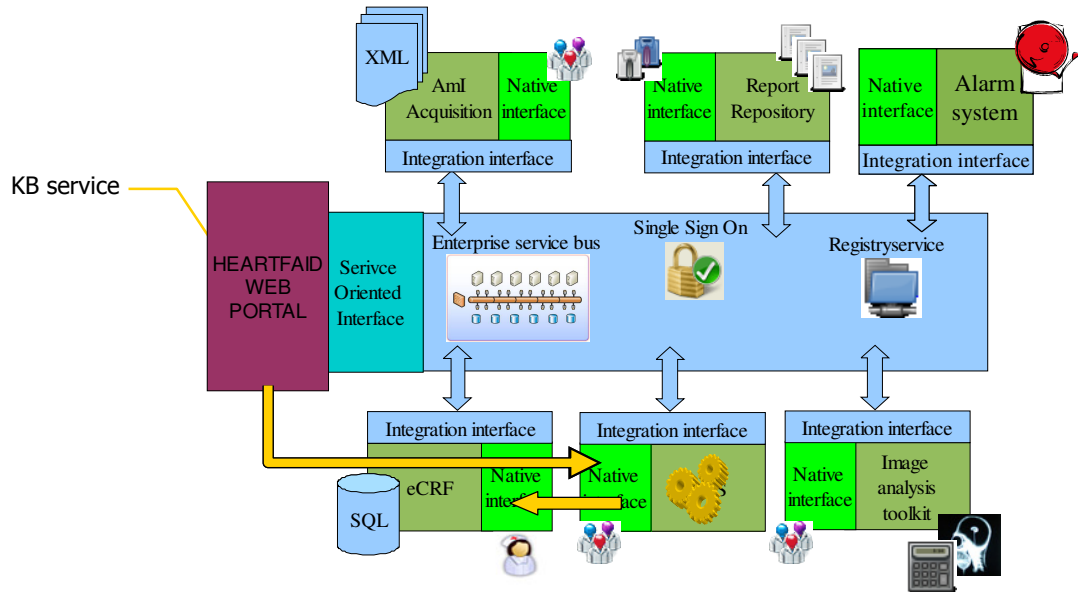 XML
AmI
Acquisition
Native
interface
Integration interface
Native
interface
Report
Repository
Integration interface
Native
interface
Alarm
system
Integration interface
KB service
HEARTFAID
WEB
PORTAL
Serivce
Oriented
Interface
Enterprise service bus
Single Sign On
Registryservice
Integration interface
eCRF
Native
interface
SQL
Integration interface
Native
interface
S
Integration interface
Native
interface
Image
analysis
toolkit